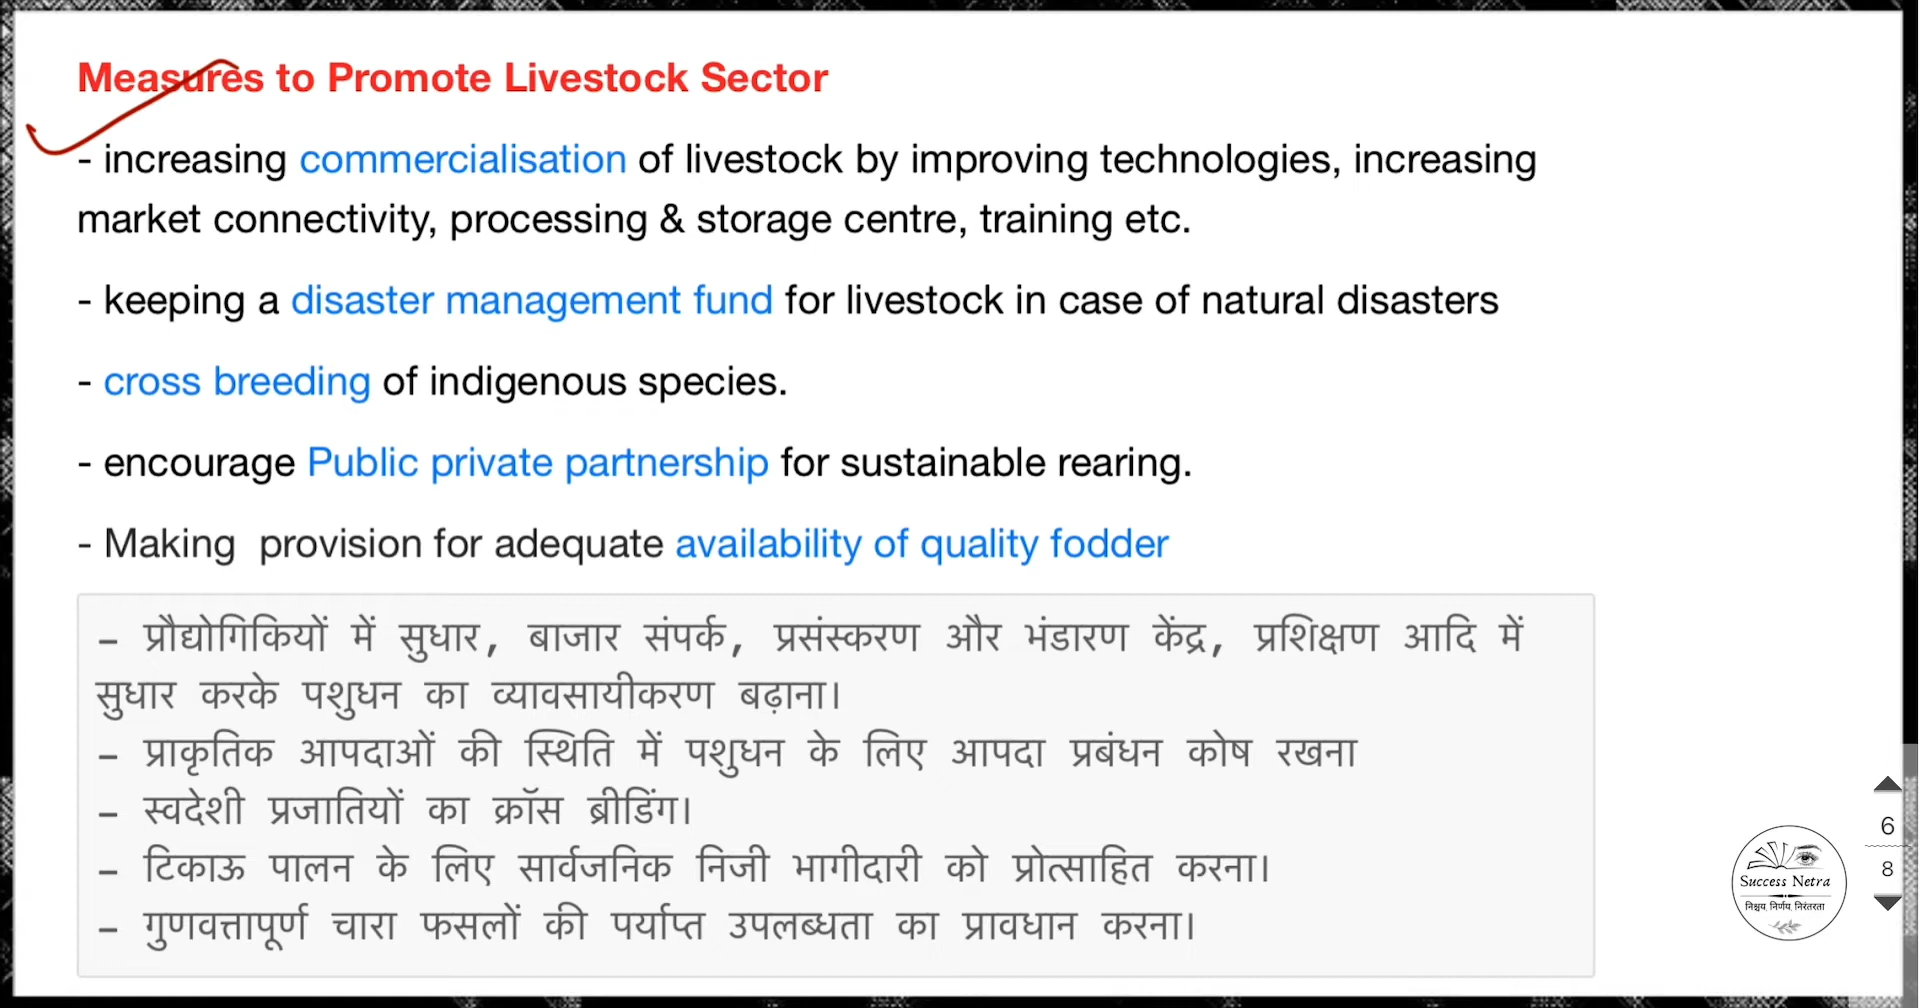 Measures to Promote Livestock Sector
- increasing commercialisation of livestock by improving technologies, increasing
market connectivity, processing & storage centre, training etc.
- keeping a disaster management fund for livestock in case of natural disasters
- cross breeding of indigenous species.
- encourage Public private partnership for sustainable rearing.
- Making  provision for adequate availability of quality fodder
– प्रौद्योगिकियों में सुधार, बाजार संपर्क, प्रसंस्करण और भंडारण केंद्र, प्रशिक्षण आदि में
सुधार करके पशुधन का व्यावसायीकरण बढ़ाना।
– प्राकृतिक आपदाओं की स्थिति में पशुधन के लिए आपदा प्रबंधन कोष रखना
– स्वदेशी प्रजातियों का क्रॉस ब्रीडिंग।
– टिकाऊ पालन के लिए सार्वजनिक निजी भागीदारी को प्रोत्साहित करना।
– गुणवत्तापूर्ण चारा फसलों की पर्याप्त उपलब्धता का प्रावधान करना।
6
8
Success Netra
निश्चय, निर्णय, निरंतरता